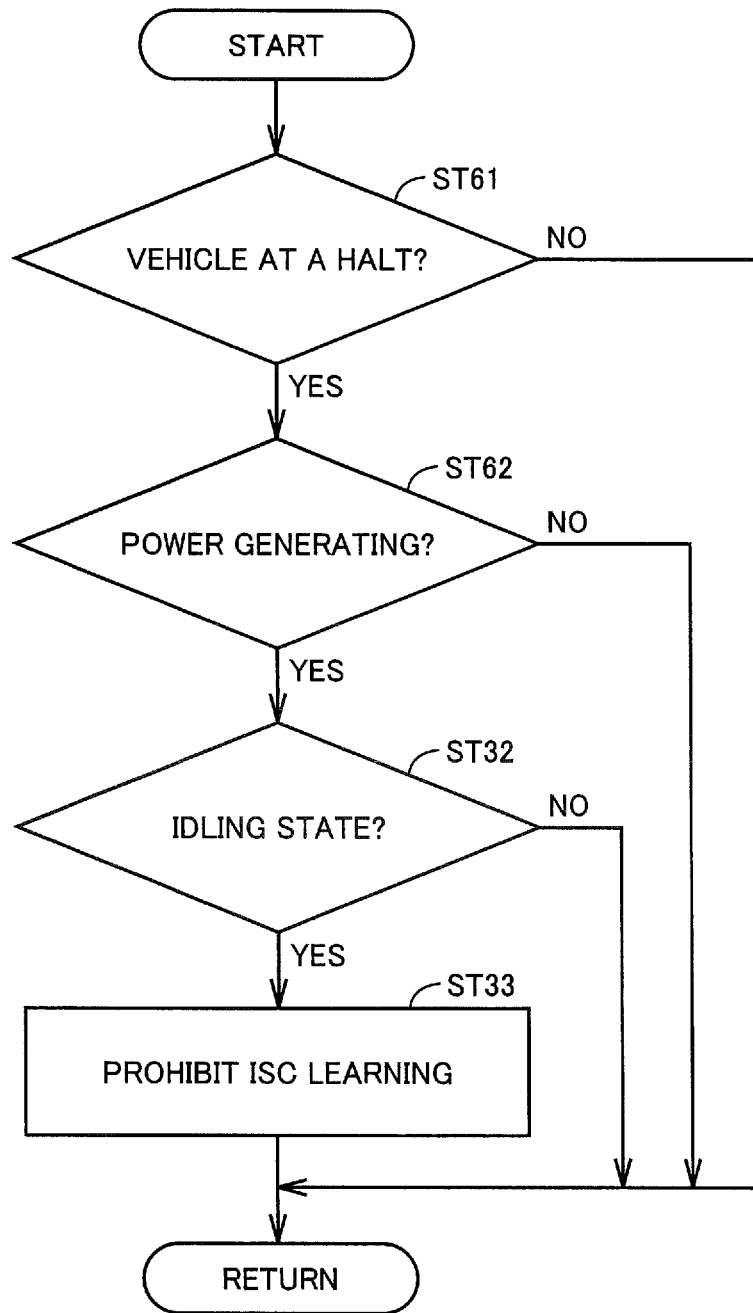 START
ST61
VEHICLE AT A HALT?
NO
YES
ST62
POWER GENERATING?
NO
YES
ST32
IDLING STATE?
NO
YES
ST33
PROHIBIT ISC LEARNING
RETURN